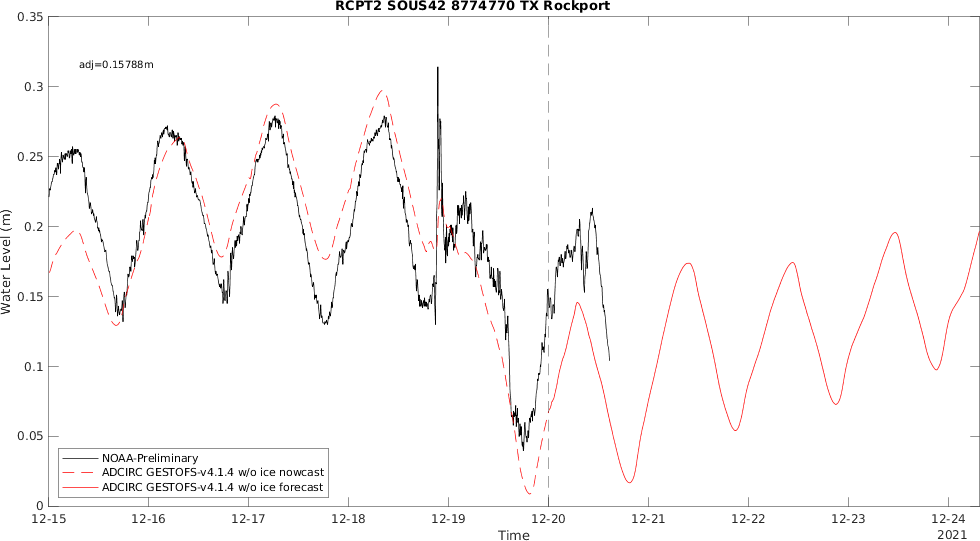 RCPT2 SOUS42 8774770 TX Rockport
0.35
adj=0.15788m
0.3
0.25
0.2
0.15
0.1
0.05
0
Water Level (m)
NOAA-Preliminary
ADCIRC GESTOFS-v4.1.4 w/o ice nowcast
ADCIRC GESTOFS-v4.1.4 w/o ice forecast
12-15 12-16 12-17 12-18 12-19 12-20 12-21 12-22 12-23 12-24
Time
2021